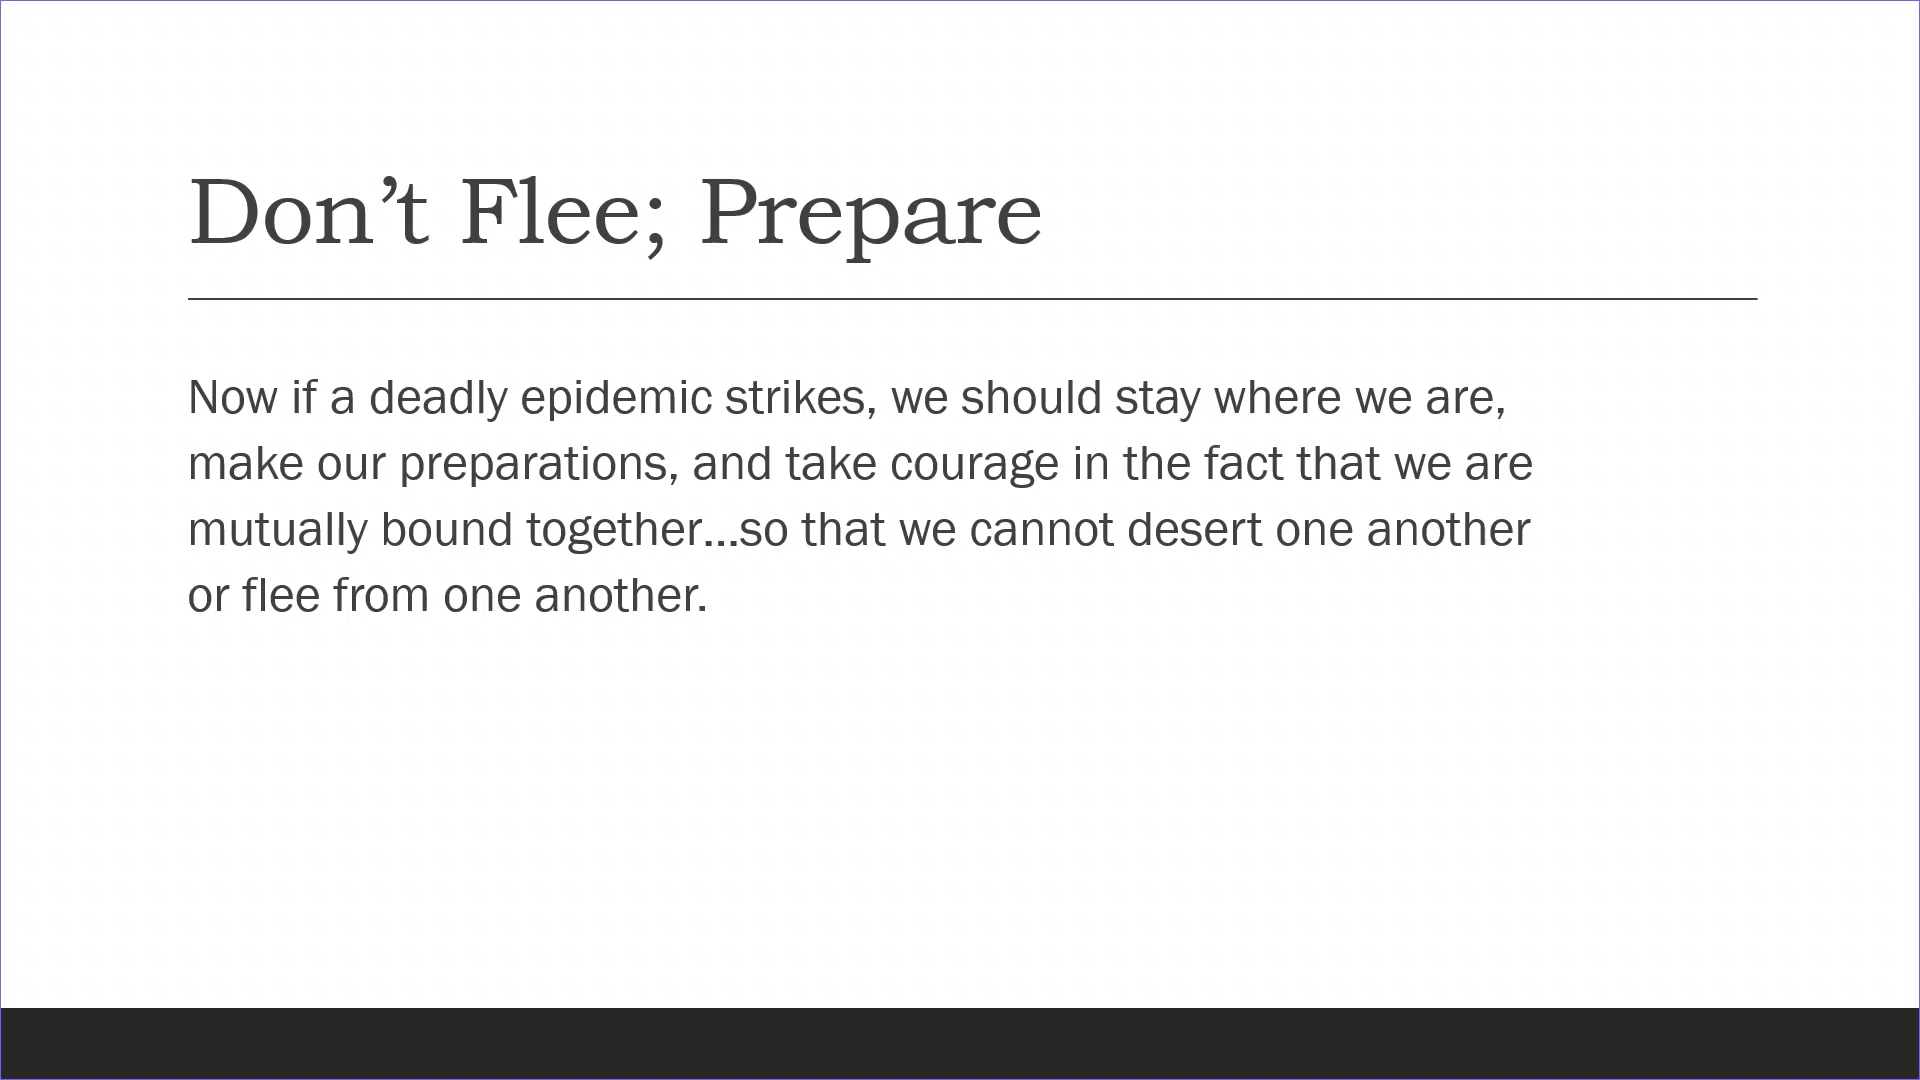 Don’t Flee; Prepare
Now if a deadly epidemic strikes, we should stay where we are,
make our preparations, and take courage in the fact that we are
mutually bound together…so that we cannot desert one another
or flee from one another.